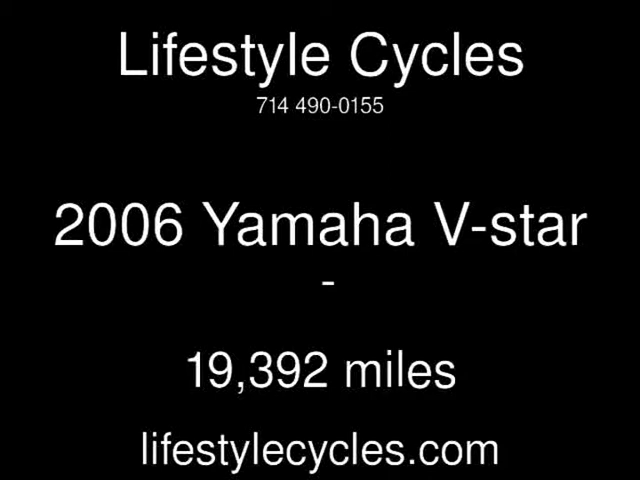 Lifestyle Cycles
714 490-0155
2006 Yamaha V-star
-
19,392 miles
lifestylecycles.com